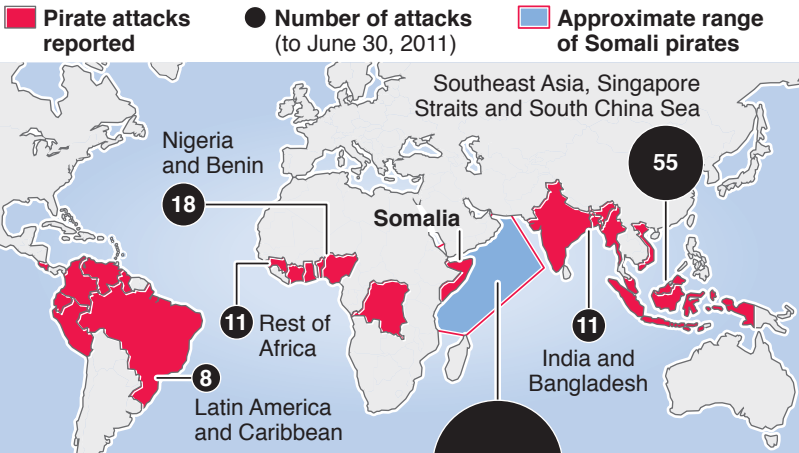 Pirate attacks
reported
Number of attacks
(to June 30, 2011)
Approximate range
of Somali pirates
Southeast Asia, Singapore
Straits and South China Sea
55
Nigeria
and Benin
18
Somalia
11
Rest of
Africa
11
India and
Bangladesh
8
Latin America
and Caribbean